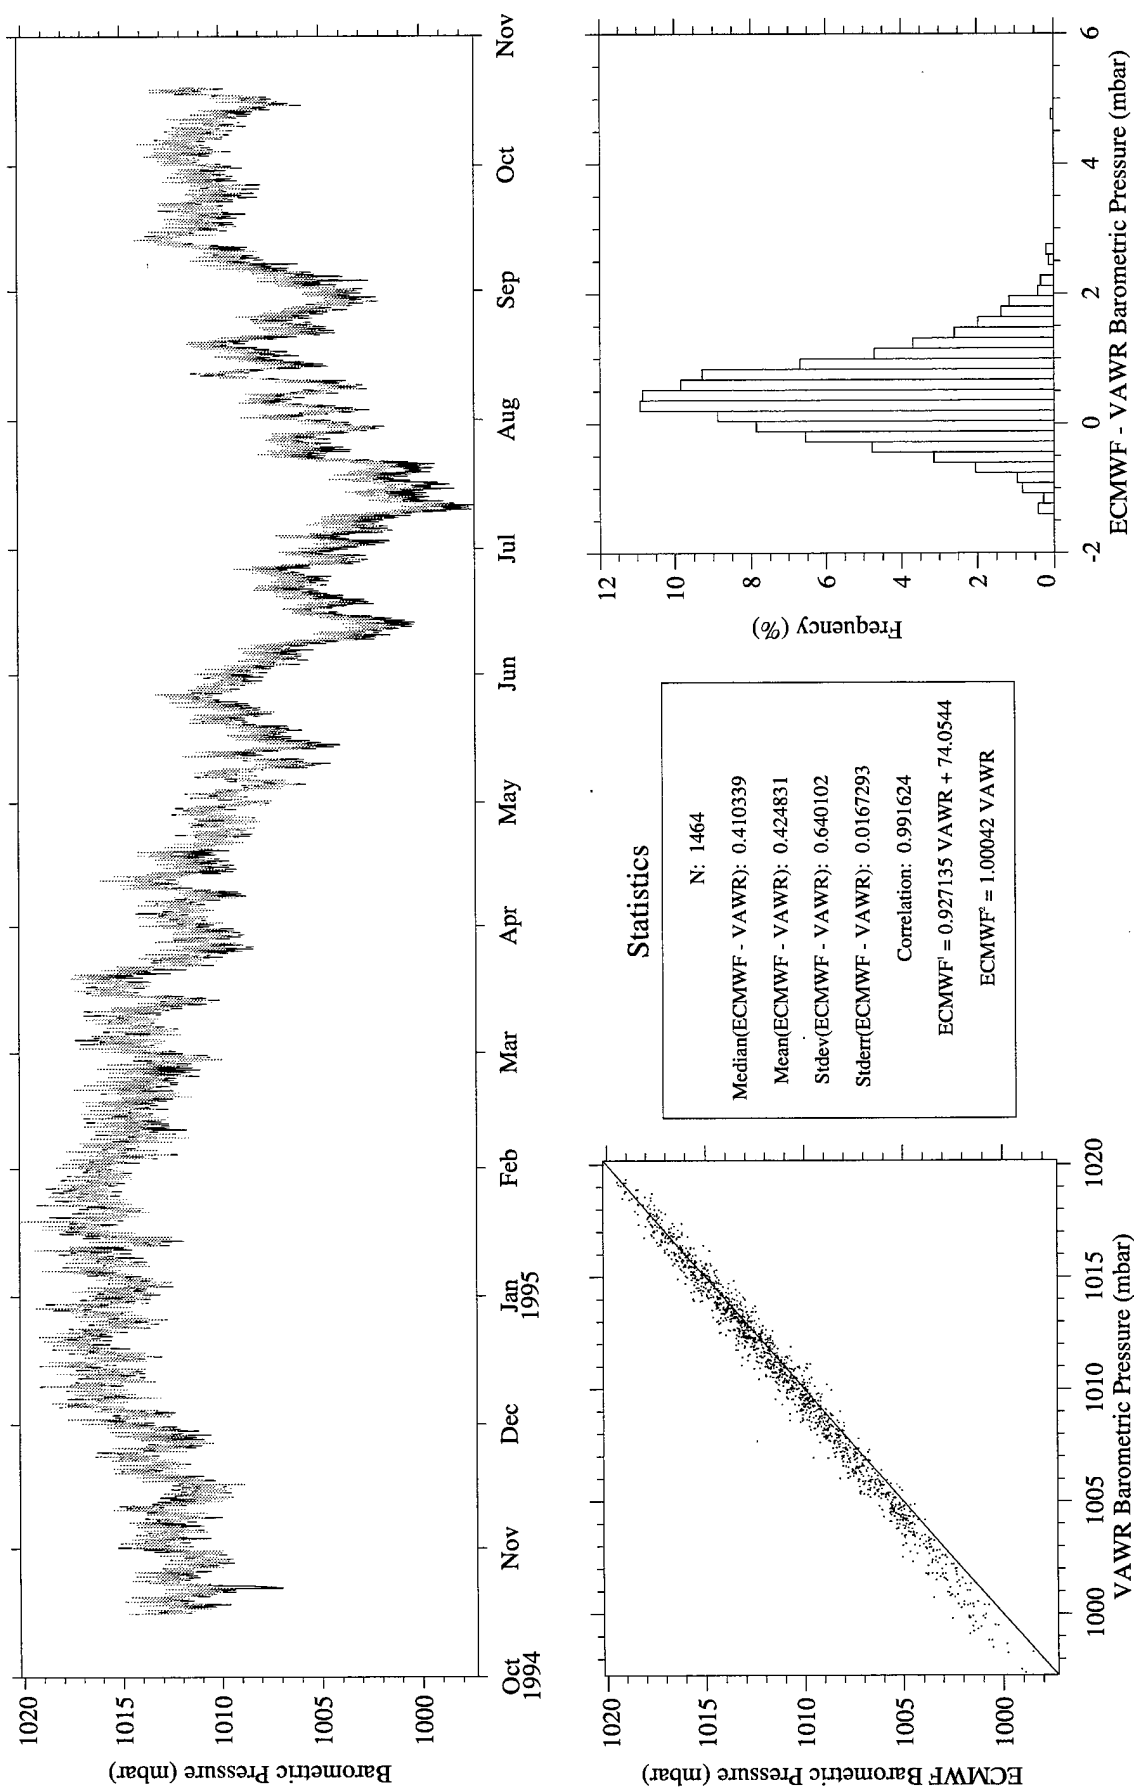 1020
1015
1010
1005
1000
Barometric Pressure (mbar)
Oct
1994
Nov
Dec
Jan
1995
Feb
Mar
Apr
May
Jun
Jul
Aug
Sep
Oct
Nov
1020
1015
1010
1005
1000
ECMWF Barometric Pressure (mbar)
1000
1005
1010
1015
1020
VAWR Barometric Pressure (mbar)
Statistics
N: 1464
Median(ECMWF - VAWR): 0.410339
Mean(ECMWF - VAWR): 0.424831
Stdev(ECMWF - VAWR): 0.640102
Stderr(ECMWF - VAWR): 0.0167293
Correlation: 0.991624
ECMWF¹ = 0.927135 VAWR + 74.0544
ECMWF² = 1.00042 VAWR
12
10
8
6
4
2
0
Frequency (%)
-2
0
2
4
6
ECMWF - VAWR Barometric Pressure (mbar)